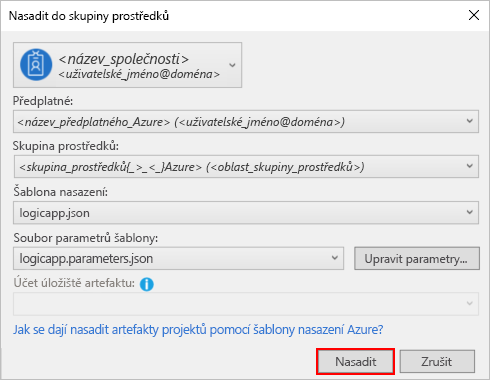 Nasadit do skupiny prostředků
<název_společnosti>
<uživatelské_jméno@doména>
Předplatné:
<název_předplatného_Azure> (<uživatelské_jméno@doména>)
Skupina prostředků:
<skupina_prostředků{_>_<_}Azure> (<oblast_skupiny_prostředků>)
Šablona nasazení:
logicapp.json
Soubor parametrů šablony:
logicapp.parameters.json
Upravit parametry...
Účet úložiště artefaktu:
Jak se dají nasadit artefakty projektů pomocí šablony nasazení Azure?
Nasadit
Zrušit